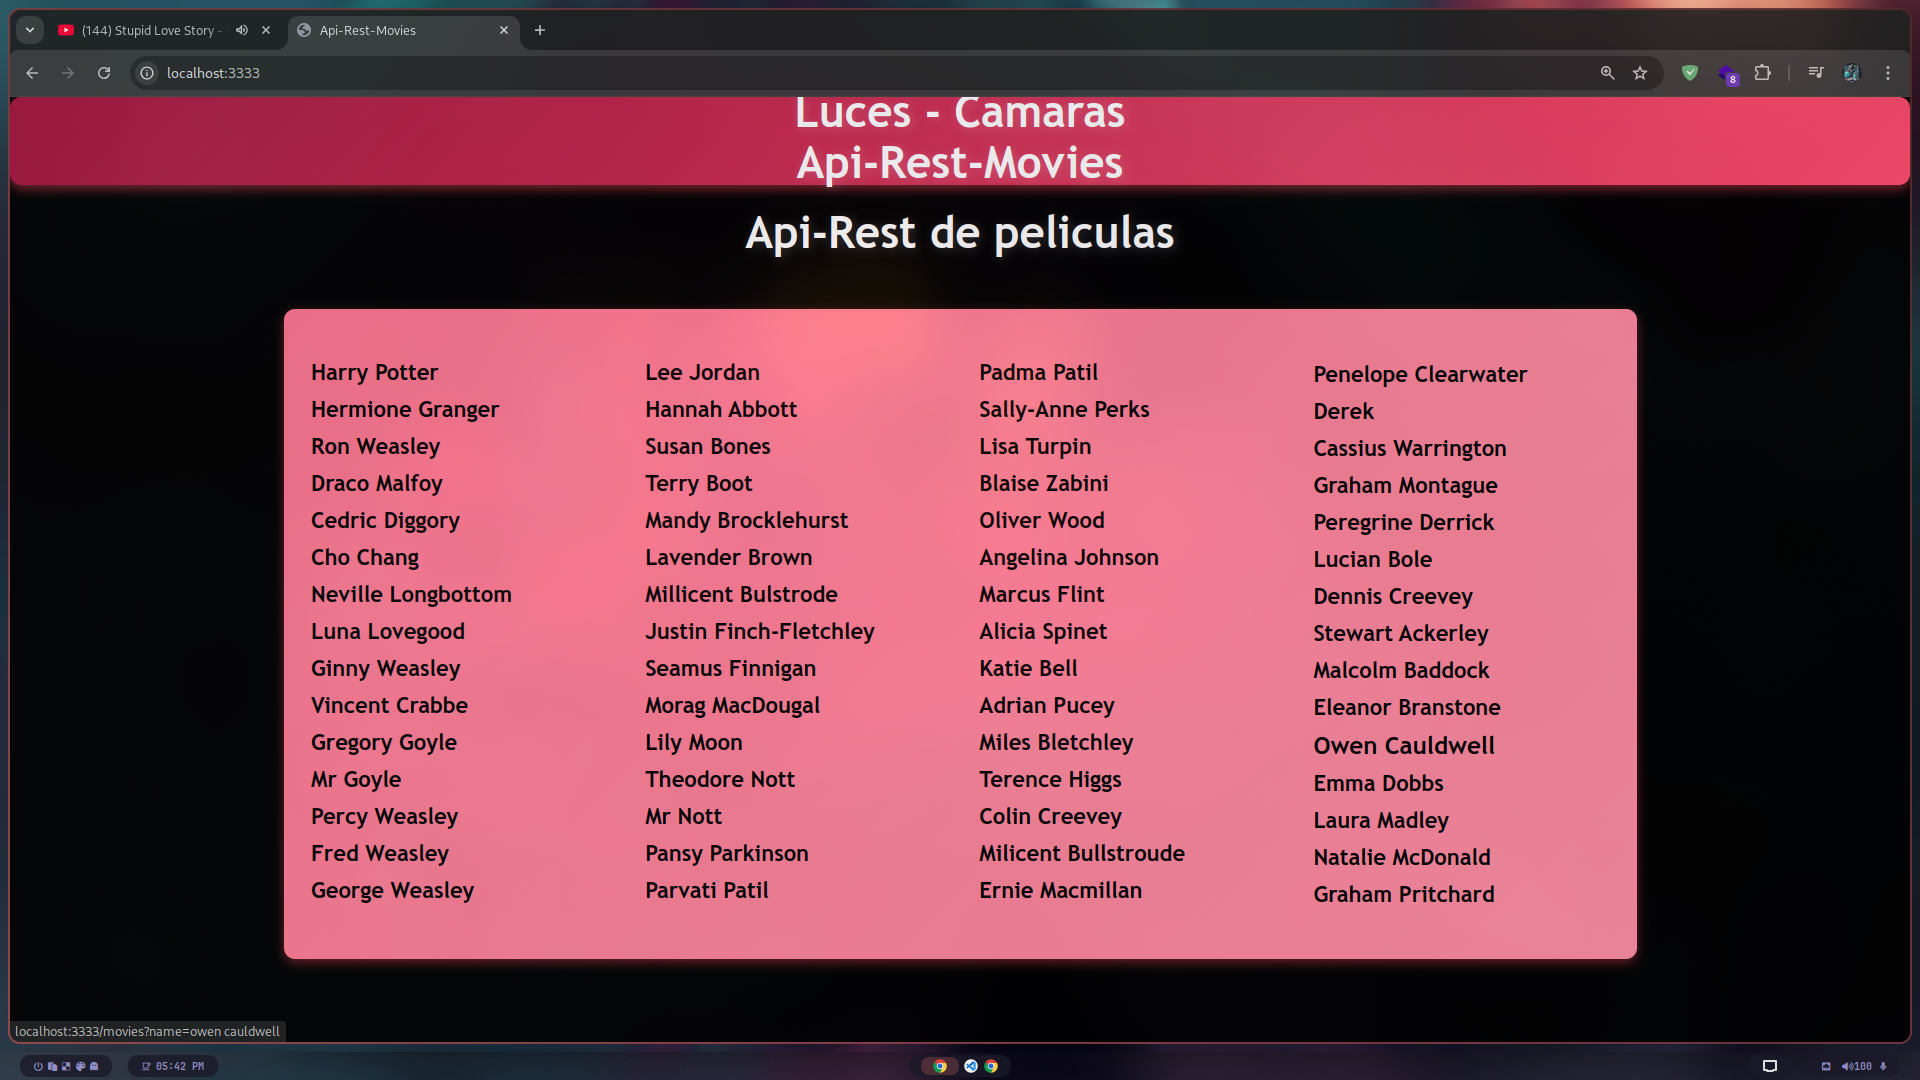 (144) Stupid Love Story -
Api-Rest-Movies
localhost:3333
8
Luces - Camaras
Api-Rest-Movies
Api-Rest de peliculas
Harry Potter
Hermione Granger
Ron Weasley
Draco Malfoy
Cedric Diggory
Cho Chang
Neville Longbottom
Luna Lovegood
Ginny Weasley
Vincent Crabbe
Gregory Goyle
Mr Goyle
Percy Weasley
Fred Weasley
George Weasley
Lee Jordan
Hannah Abbott
Susan Bones
Terry Boot
Mandy Brocklehurst
Lavender Brown
Millicent Bulstrode
Justin Finch-Fletchley
Seamus Finnigan
Morag MacDougal
Lily Moon
Theodore Nott
Mr Nott
Pansy Parkinson
Parvati Patil
Padma Patil
Sally-Anne Perks
Lisa Turpin
Blaise Zabini
Oliver Wood
Angelina Johnson
Marcus Flint
Alicia Spinet
Katie Bell
Adrian Pucey
Miles Bletchley
Terence Higgs
Colin Creevey
Milicent Bullstroude
Ernie Macmillan
Penelope Clearwater
Derek
Cassius Warrington
Graham Montague
Peregrine Derrick
Lucian Bole
Dennis Creevey
Stewart Ackerley
Malcolm Baddock
Eleanor Branstone
Owen Cauldwell
Emma Dobbs
Laura Madley
Natalie McDonald
Graham Pritchard
localhost:3333/movies?name=owen cauldwell
05:42 PM
100